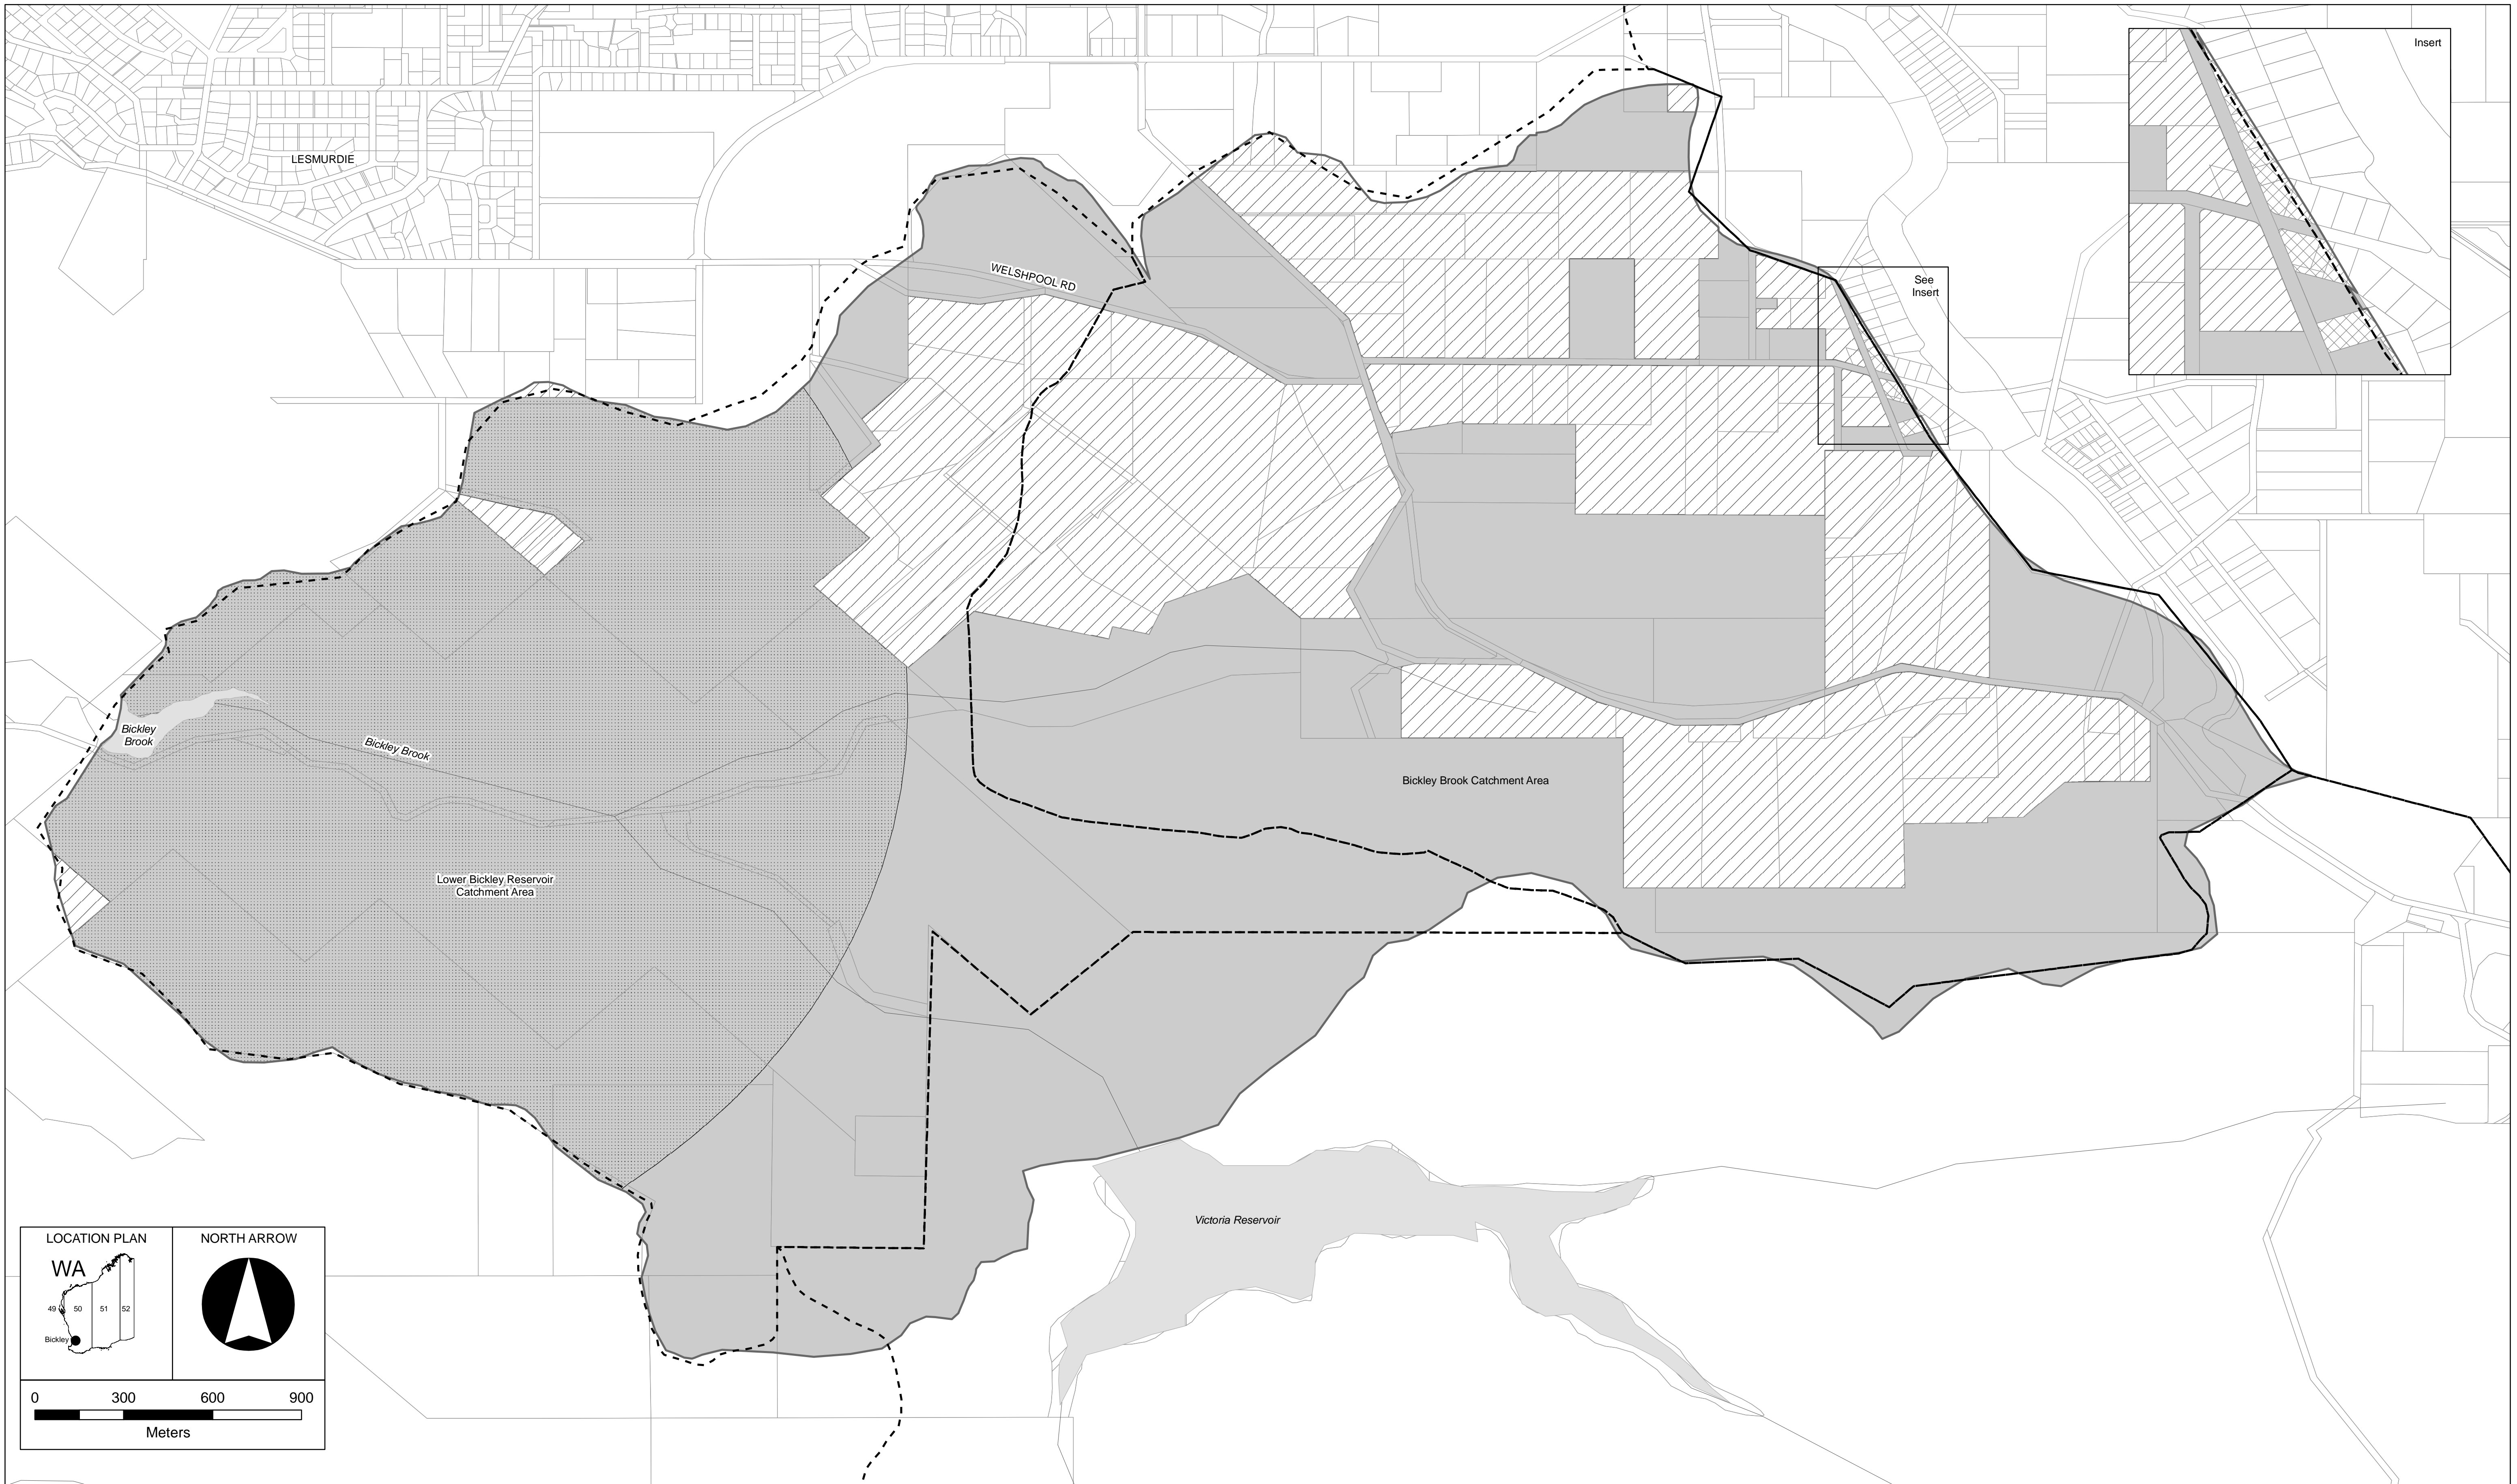 Insert
LESMURDIE
WELSHPOOL RD
See
Insert
Bickley
Brook
Bickley Brook
Bickley Brook Catchment Area
Lower Bickley Reservoir
Catchment Area
Victoria Reservoir
LOCATION PLAN
NORTH ARROW
WA
49
50
51
52
Bickley
0
300
600
900
Meters